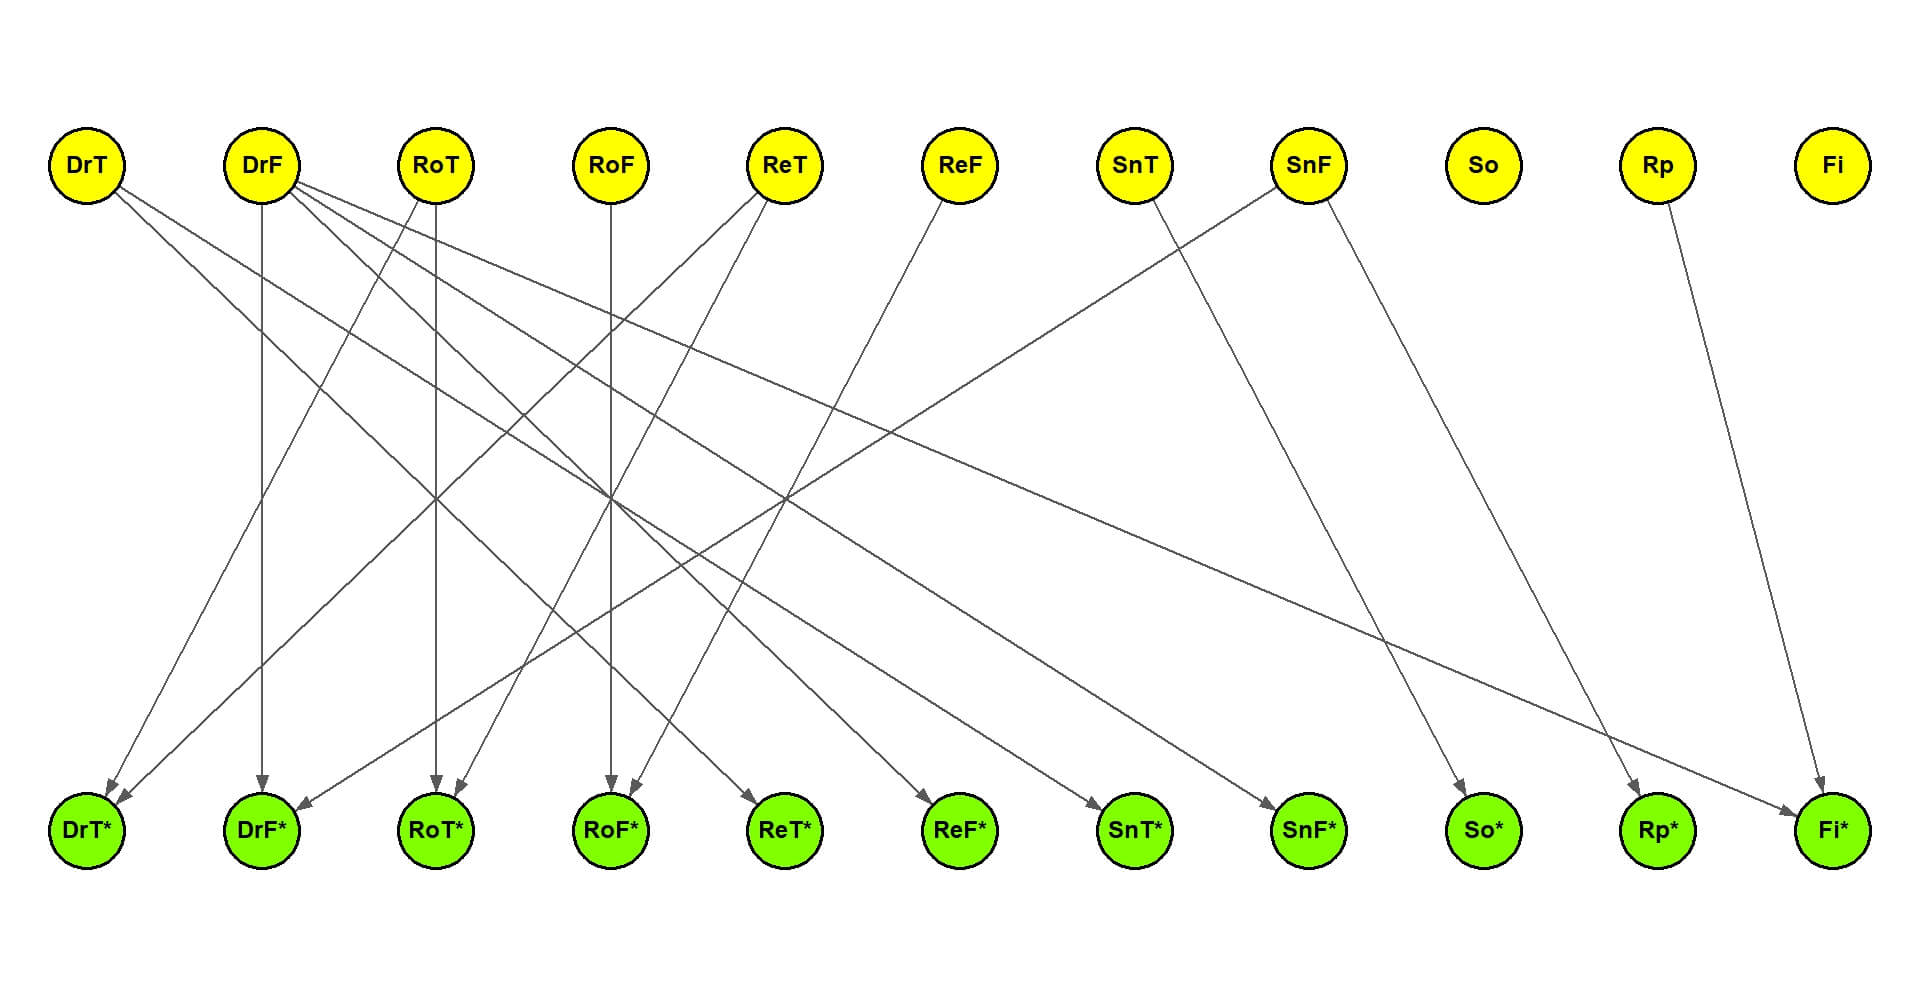 DrT DrF RoT RoF ReT ReF SnT SnF So Rp Fi
DrT* DrF* RoT* RoF* ReT* ReF* SnT* SnF* So* Rp* Fi*